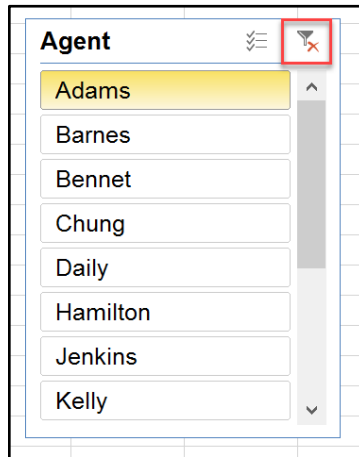 Agent
Adams
Barnes
Bennet
Chung
Daily
Hamilton
Jenkins
Kelly